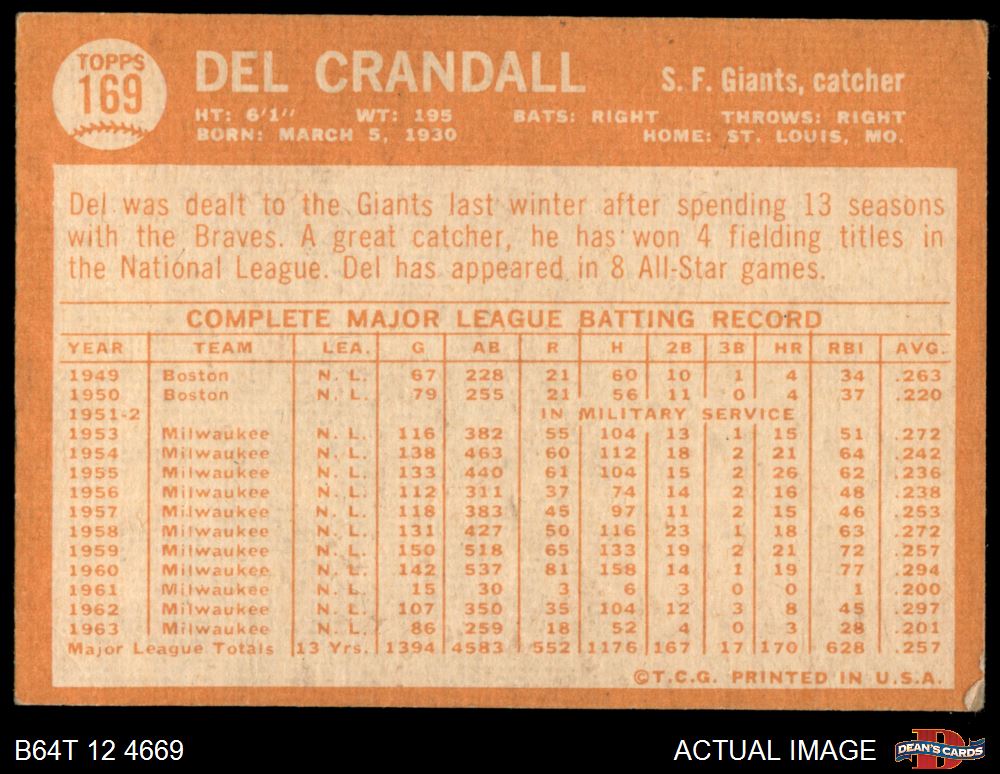 TOPPS
169
DEL CRANDALL
S. F. Giants, catcher
HT: 6'1" WT: 195 BATS: RIGHT THROWS: RIGHT
BORN: MARCH 5, 1930 HOME: ST. LOUIS, MO.
Del was dealt to the Giants last winter after spending 13 seasons
with the Braves. A great catcher, he has won 4 fielding titles in
the National League. Del has appeared in 8 All-Star games.
COMPLETE MAJOR LEAGUE BATTING RECORD
YEAR TEAM LEA. G AB R H 2B 3B HR RBI AVG.
1949 Boston N. L. 67 228 21 60 10 1 4 34 .263
1950 Boston N. L. 79 255 21 56 11 0 4 37 .220
1951-2 IN MILITARY SERVICE
1953 Milwaukee N. L. 116 382 55 104 13 1 15 51 .272
1954 Milwaukee N. L. 138 463 60 112 18 2 21 64 .242
1955 Milwaukee N. L. 133 440 61 104 15 2 26 62 .236
1956 Milwaukee N. L. 112 311 37 74 14 2 16 48 .238
1957 Milwaukee N. L. 118 383 45 97 11 2 15 46 .253
1958 Milwaukee N. L. 131 427 50 116 23 1 18 63 .272
1959 Milwaukee N. L. 150 518 65 133 19 2 21 72 .257
1960 Milwaukee N. L. 142 537 81 158 14 1 19 77 .294
1961 Milwaukee N. L. 15 30 3 6 3 0 0 1 .200
1962 Milwaukee N. L. 107 350 35 104 12 3 8 45 .297
1963 Milwaukee N. L. 86 259 18 52 4 0 3 28 .201
Major League Totals 13 Yrs. 1394 4583 552 1176 167 17 170 628 .257
©T.C.G. PRINTED IN U.S.A.
B64T 12 4669
ACTUAL IMAGE
D
DEAN'S CARDS